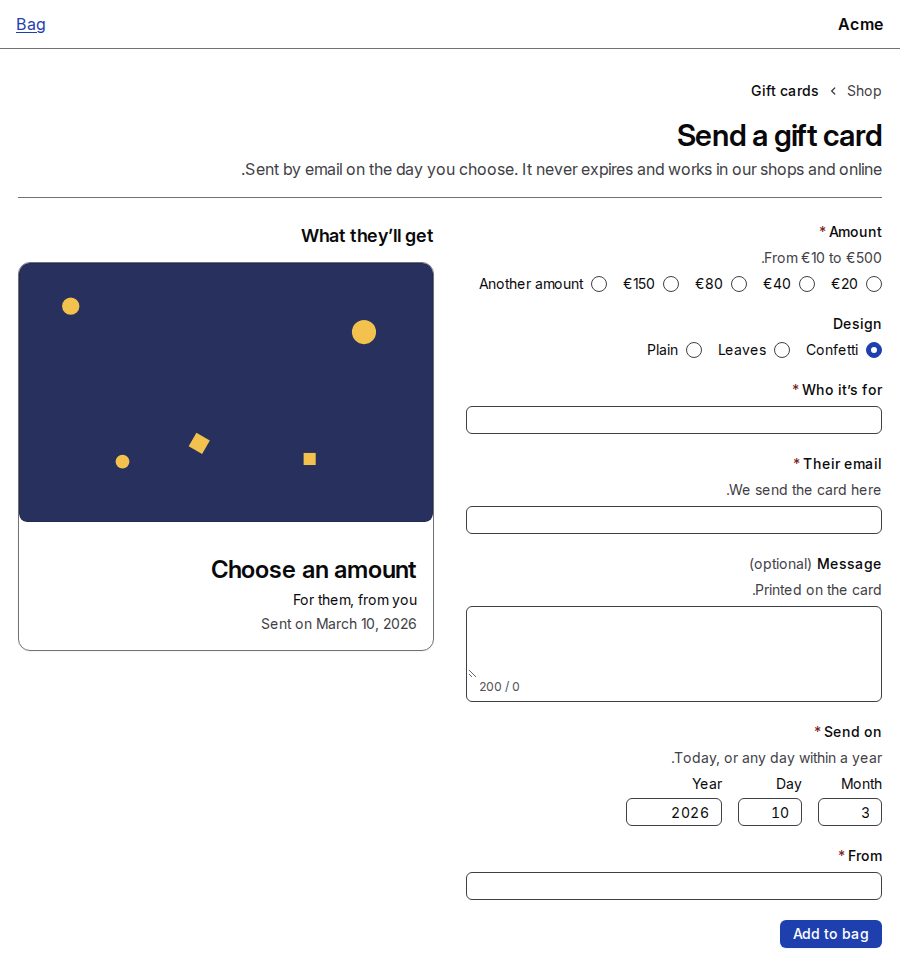 Acme
Bag
Shop › Gift cards
Send a gift card
.Sent by email on the day you choose. It never expires and works in our shops and online
Amount *
.From €10 to €500
€20 €40 €80 €150 Another amount
Design
Confetti Leaves Plain
Who it’s for *
Their email *
.We send the card here
Message (optional)
.Printed on the card
200 / 0
Send on *
.Today, or any day within a year
Month Day Year
3 10 2026
From *
Add to bag
What they’ll get
Choose an amount
For them, from you
Sent on March 10, 2026